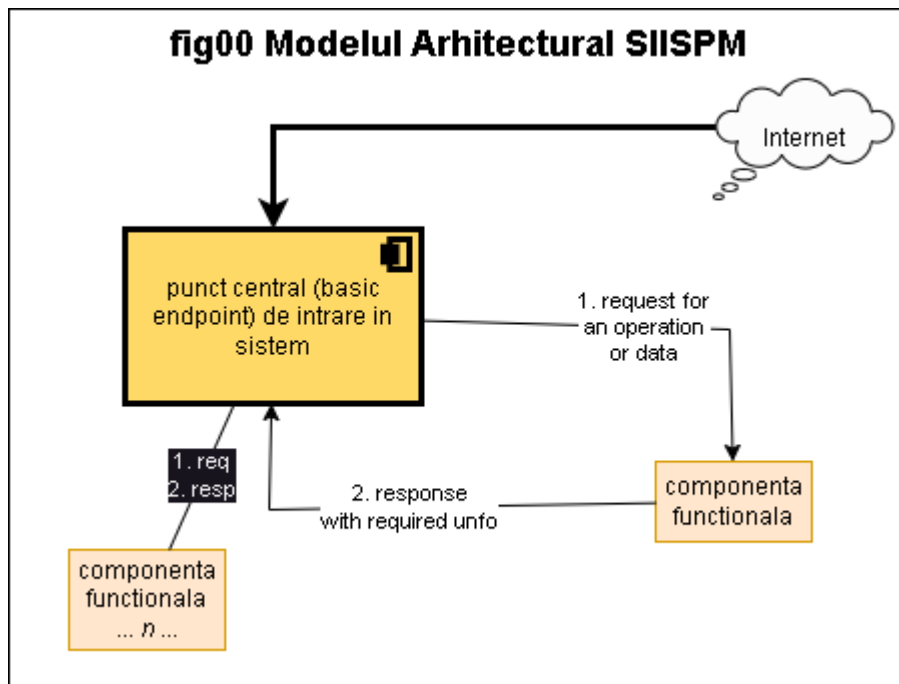 fig00 Modelul Arhitectural SIISPM
Internet
punct central (basic
endpoint) de intrare in
sistem
1. request for
an operation
or data
1. req
2. resp
2. response
with required unfo
componenta
functionala
componenta
functionala
... n ...